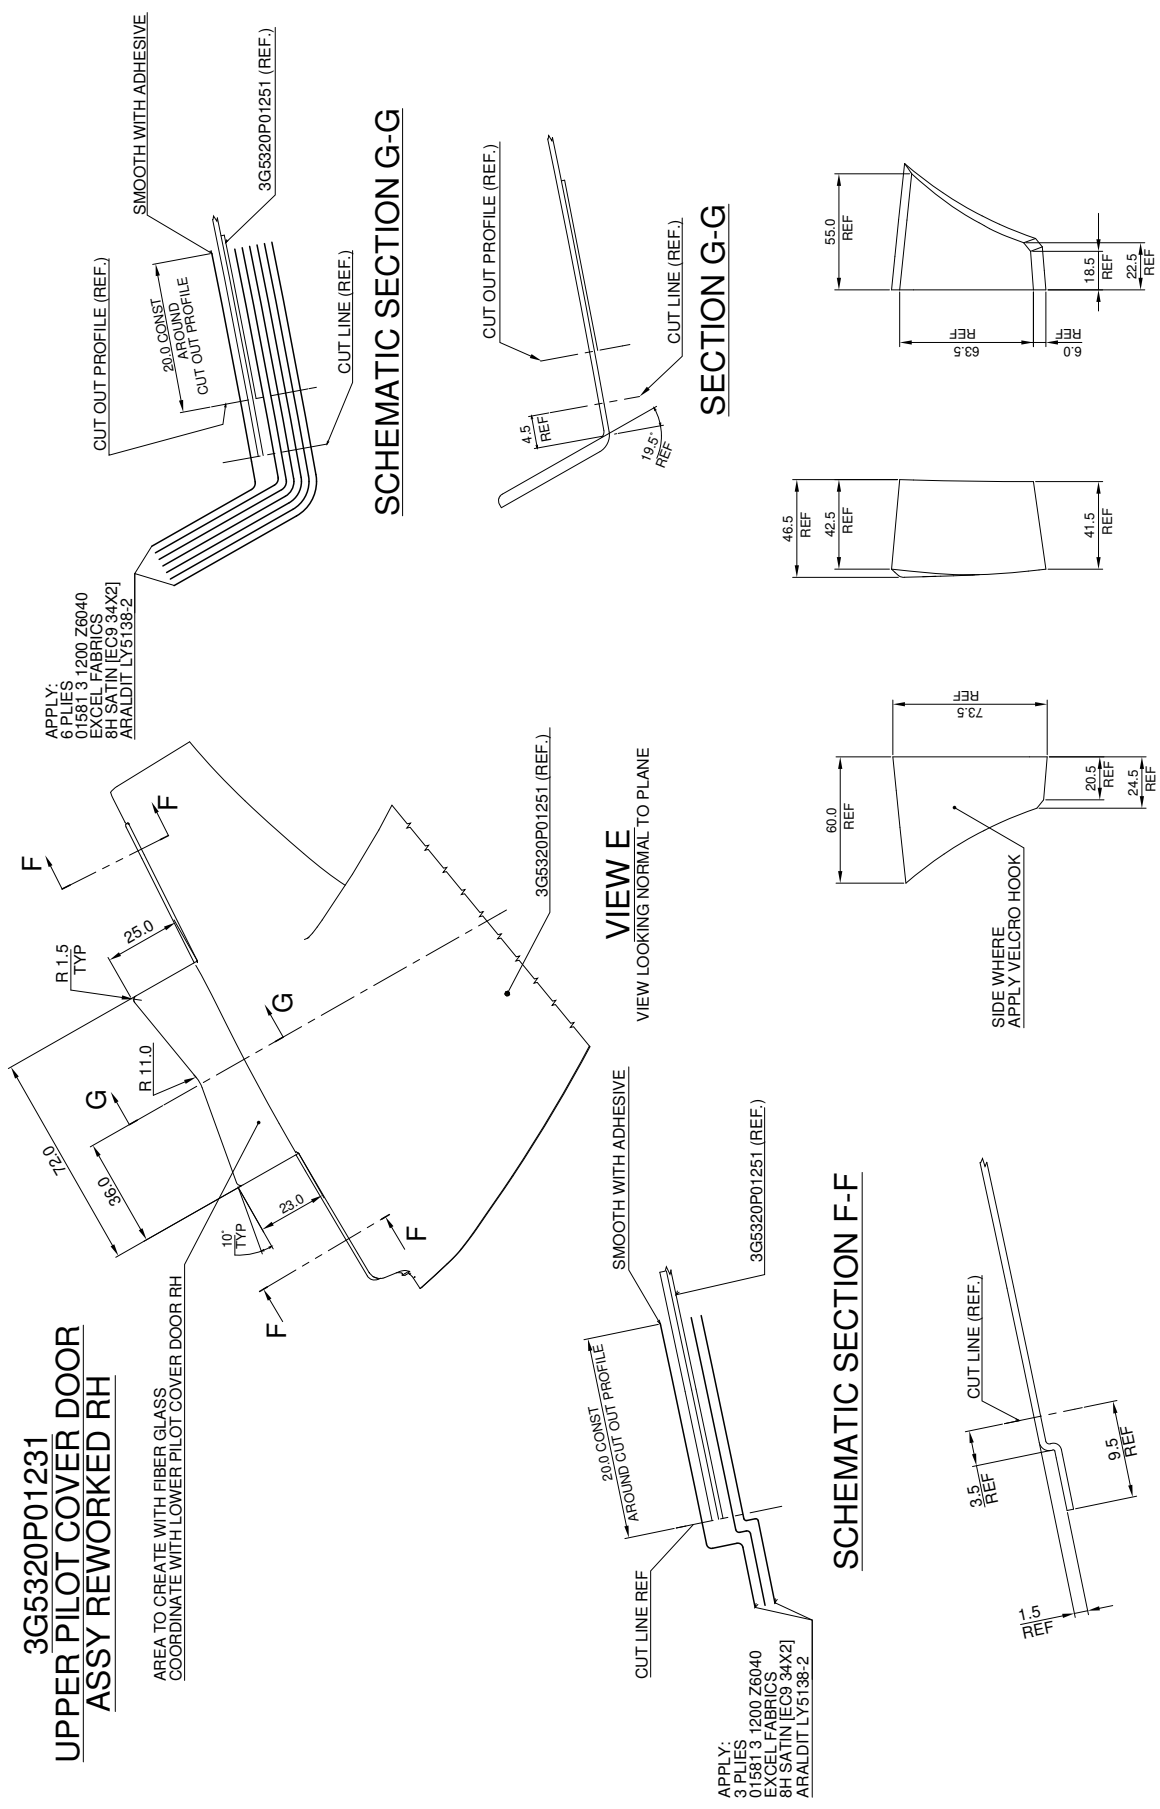 3G5320P01231
UPPER PILOT COVER DOOR
ASSY REWORKED RH
AREA TO CREATE WITH FIBER GLASS
COORDINATE WITH LOWER PILOT COVER DOOR RH
72.0
36.0
R 11.0
R 1.5
TYP
25.0
23.0
10°
TYP
F
F
F
F
G
G
3G5320P01251 (REF.)
VIEW E
VIEW LOOKING NORMAL TO PLANE
APPLY:
6 PLIES
01581 3 1200 Z6040
EXCEL FABRICS
8H SATIN [EC9 34X2]
ARALDIT LY5138-2
CUT OUT PROFILE (REF.)
20.0 CONST
AROUND
CUT OUT PROFILE
SMOOTH WITH ADHESIVE
3G5320P01251 (REF.)
CUT LINE (REF.)
SCHEMATIC SECTION G-G
CUT OUT PROFILE (REF.)
4.5
REF
19.5°
REF
CUT LINE (REF.)
SECTION G-G
APPLY:
3 PLIES
01581 3 1200 Z6040
EXCEL FABRICS
8H SATIN [EC9 34X2]
ARALDIT LY5138-2
CUT LINE REF
20.0 CONST
AROUND CUT OUT PROFILE
SMOOTH WITH ADHESIVE
3G5320P01251 (REF.)
SCHEMATIC SECTION F-F
CUT LINE (REF.)
3.5
REF
9.5
REF
1.5
REF
60.0
REF
73.5
REF
20.5
REF
24.5
REF
SIDE WHERE
APPLY VELCRO HOOK
46.5
REF
42.5
REF
41.5
REF
55.0
REF
63.5
REF
6.0
REF
18.5
REF
22.5
REF